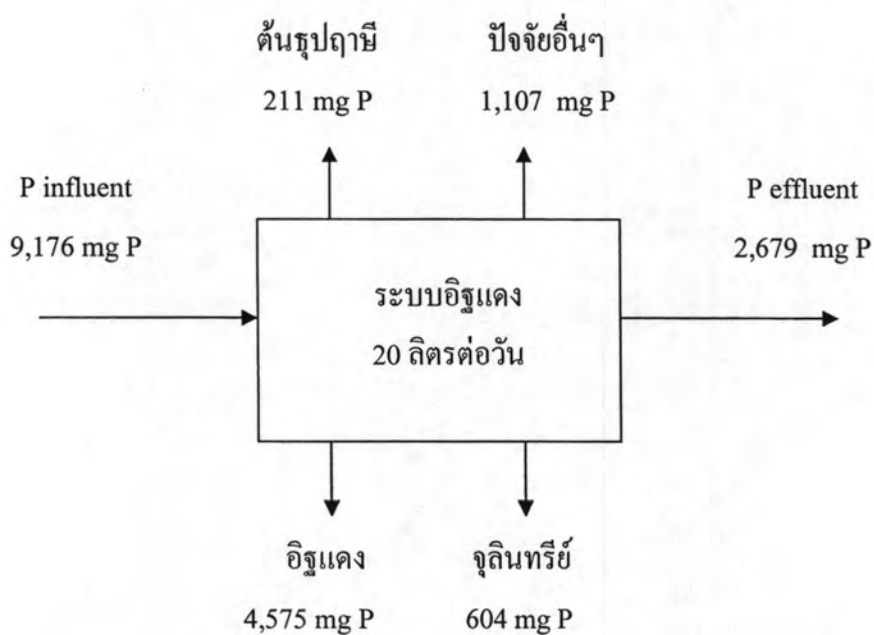 ต้นธุปฤาษี
211 mg P
ปัจจัยอื่นๆ
1,107 mg P
P influent
9,176 mg P
P effluent
2,679 mg P
ระบบอิฐแดง
20 ลิตรต่อวัน
อิฐแดง
4,575 mg P
จุลินทรีย์
604 mg P